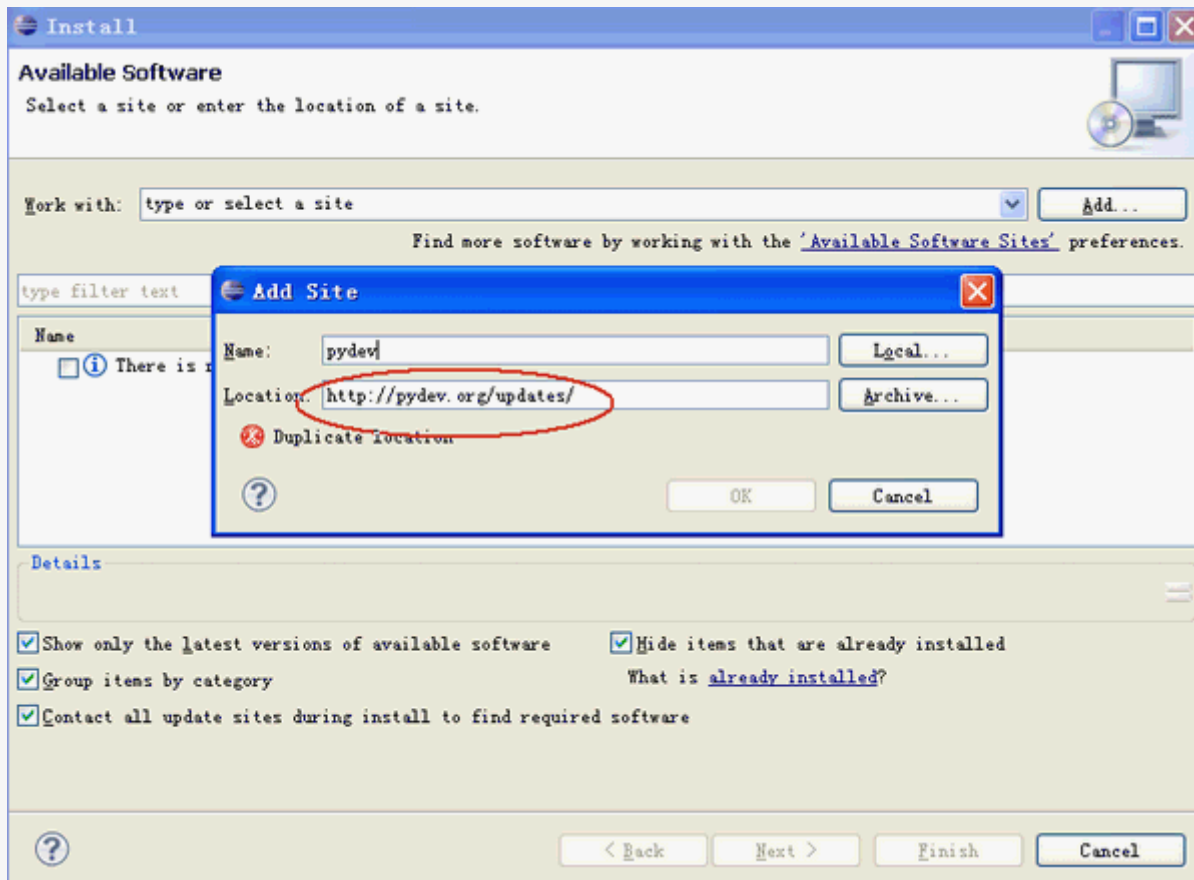 Install
Available Software
Select a site or enter the location of a site.
Work with: type or select a site Add...
Find more software by working with the 'Available Software Sites' preferences.
type filter text
Add Site
Name
There is
Name: pydev Local...
Location: http://pydev.org/updates/ Archive...
Duplicate location
OK Cancel
Details
Show only the latest versions of available software Hide items that are already installed
Group items by category What is already installed?
Contact all update sites during install to find required software
< Back Next > Finish Cancel